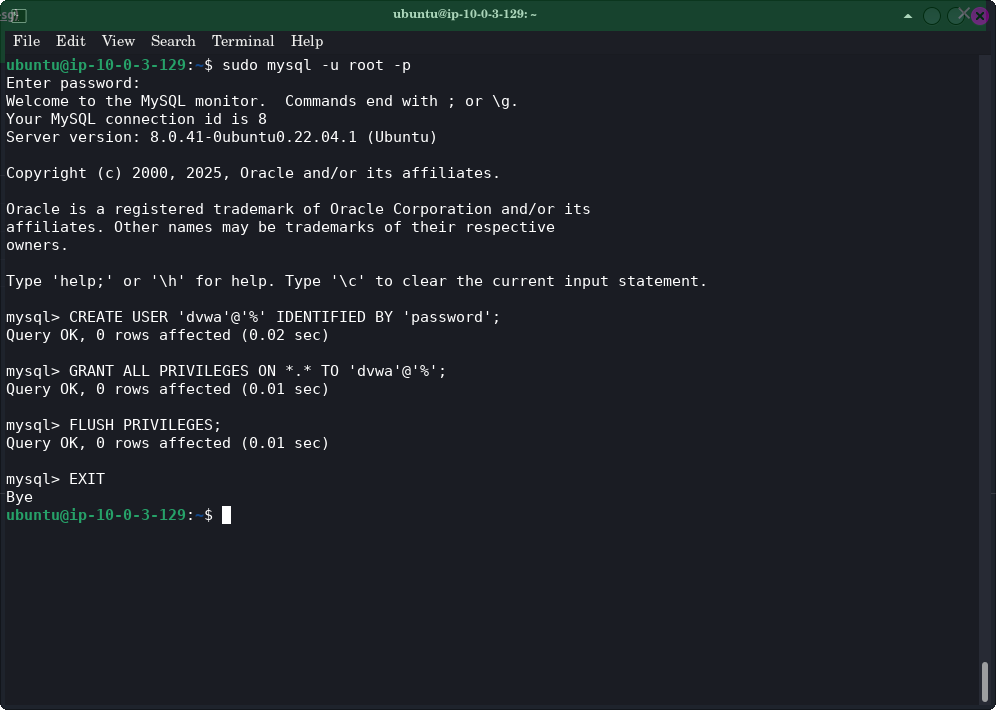 ubuntu@ip-10-0-3-129: ~
File Edit View Search Terminal Help
ubuntu@ip-10-0-3-129:~$ sudo mysql -u root -p
Enter password:
Welcome to the MySQL monitor.  Commands end with ; or \g.
Your MySQL connection id is 8
Server version: 8.0.41-0ubuntu0.22.04.1 (Ubuntu)
Copyright (c) 2000, 2025, Oracle and/or its affiliates.
Oracle is a registered trademark of Oracle Corporation and/or its
affiliates. Other names may be trademarks of their respective
owners.
Type 'help;' or '\h' for help. Type '\c' to clear the current input statement.
mysql> CREATE USER 'dvwa'@'%' IDENTIFIED BY 'password';
Query OK, 0 rows affected (0.02 sec)
mysql> GRANT ALL PRIVILEGES ON *.* TO 'dvwa'@'%';
Query OK, 0 rows affected (0.01 sec)
mysql> FLUSH PRIVILEGES;
Query OK, 0 rows affected (0.01 sec)
mysql> EXIT
Bye
ubuntu@ip-10-0-3-129:~$